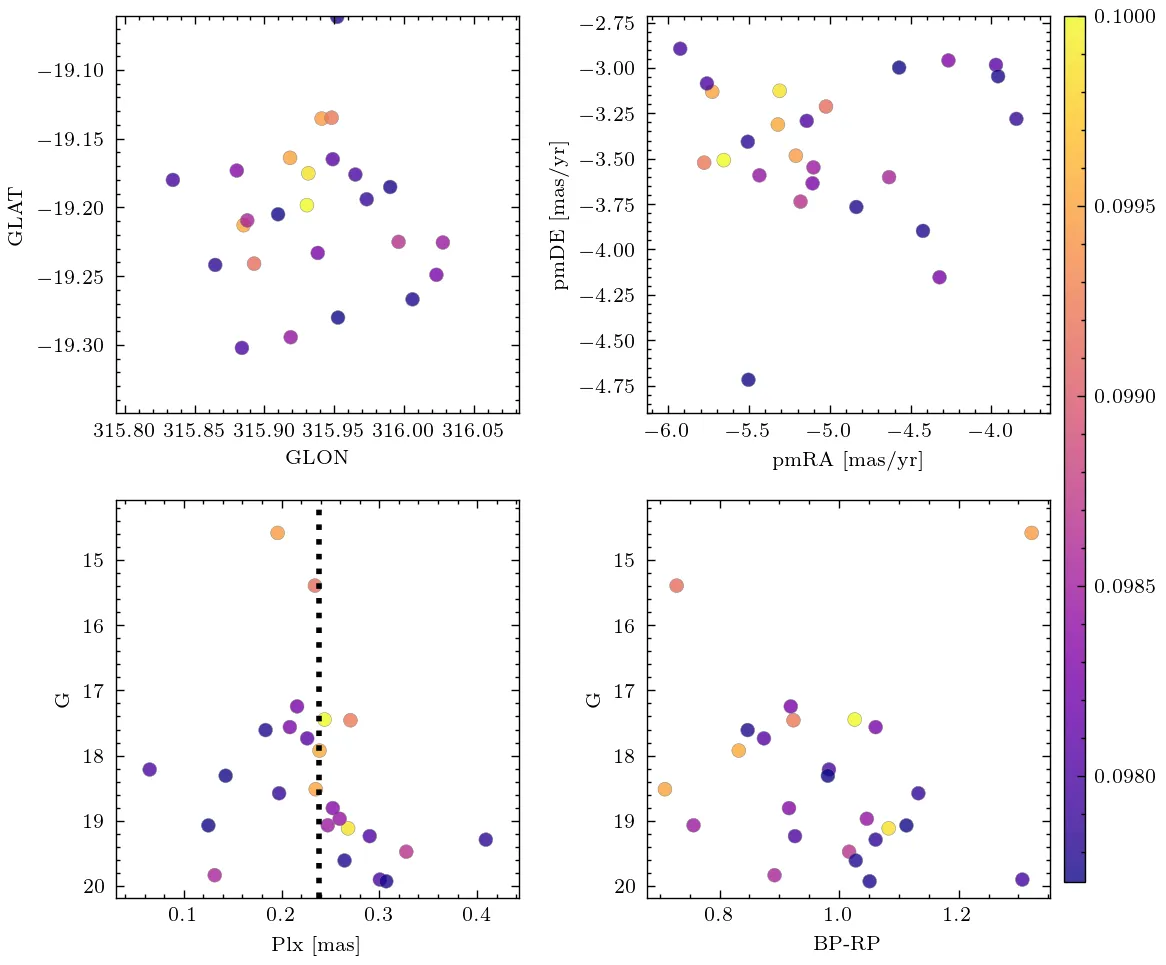 −19.10
−19.15
−19.20
−19.25
−19.30
GLAT
315.80 315.85 315.90 315.95 316.00 316.05
GLON
−2.75
−3.00
−3.25
−3.50
−3.75
−4.00
−4.25
−4.50
−4.75
pmDE [mas/yr]
−6.0 −5.5 −5.0 −4.5 −4.0
pmRA [mas/yr]
0.1000
0.0995
0.0990
0.0985
0.0980
15
16
17
18
19
20
G
0.1 0.2 0.3 0.4
Plx [mas]
15
16
17
18
19
20
G
0.8 1.0 1.2
BP-RP